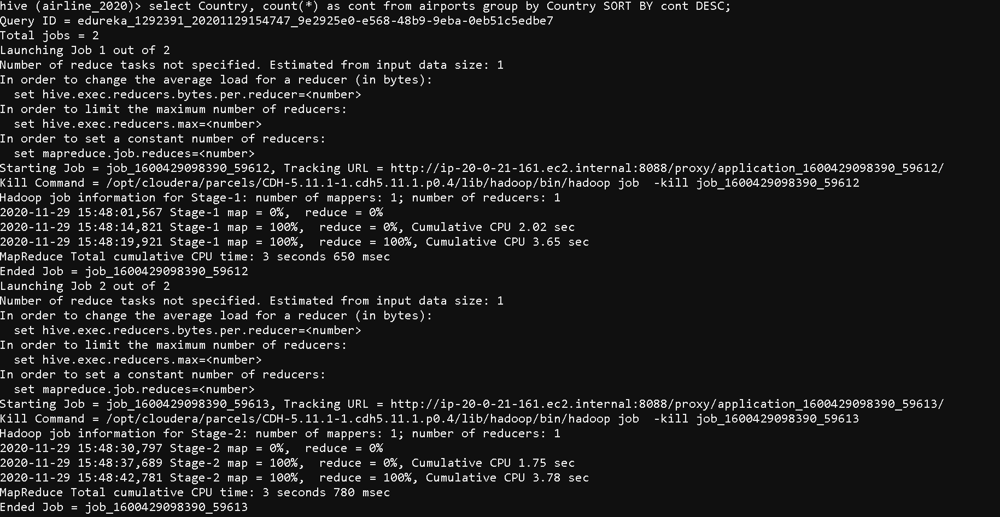 hive (airline_2020)> select Country, count(*) as cont from airports group by Country SORT BY cont DESC;
Query ID = edureka_1292391_20201129154747_9e2925e0-e568-48b9-9eba-0eb51c5edbe7
Total jobs = 2
Launching Job 1 out of 2
Number of reduce tasks not specified. Estimated from input data size: 1
In order to change the average load for a reducer (in bytes):
  set hive.exec.reducers.bytes.per.reducer=<number>
In order to limit the maximum number of reducers:
  set hive.exec.reducers.max=<number>
In order to set a constant number of reducers:
  set mapreduce.job.reduces=<number>
Starting Job = job_1600429098390_59612, Tracking URL = http://ip-20-0-21-161.ec2.internal:8088/proxy/application_1600429098390_59612/
Kill Command = /opt/cloudera/parcels/CDH-5.11.1-1.cdh5.11.1.p0.4/lib/hadoop/bin/hadoop job  -kill job_1600429098390_59612
Hadoop job information for Stage-1: number of mappers: 1; number of reducers: 1
2020-11-29 15:48:01,567 Stage-1 map = 0%,  reduce = 0%
2020-11-29 15:48:14,821 Stage-1 map = 100%,  reduce = 0%, Cumulative CPU 2.02 sec
2020-11-29 15:48:19,921 Stage-1 map = 100%,  reduce = 100%, Cumulative CPU 3.65 sec
MapReduce Total cumulative CPU time: 3 seconds 650 msec
Ended Job = job_1600429098390_59612
Launching Job 2 out of 2
Number of reduce tasks not specified. Estimated from input data size: 1
In order to change the average load for a reducer (in bytes):
  set hive.exec.reducers.bytes.per.reducer=<number>
In order to limit the maximum number of reducers:
  set hive.exec.reducers.max=<number>
In order to set a constant number of reducers:
  set mapreduce.job.reduces=<number>
Starting Job = job_1600429098390_59613, Tracking URL = http://ip-20-0-21-161.ec2.internal:8088/proxy/application_1600429098390_59613/
Kill Command = /opt/cloudera/parcels/CDH-5.11.1-1.cdh5.11.1.p0.4/lib/hadoop/bin/hadoop job  -kill job_1600429098390_59613
Hadoop job information for Stage-2: number of mappers: 1; number of reducers: 1
2020-11-29 15:48:30,797 Stage-2 map = 0%,  reduce = 0%
2020-11-29 15:48:37,689 Stage-2 map = 100%,  reduce = 0%, Cumulative CPU 1.75 sec
2020-11-29 15:48:42,781 Stage-2 map = 100%,  reduce = 100%, Cumulative CPU 3.78 sec
MapReduce Total cumulative CPU time: 3 seconds 780 msec
Ended Job = job_1600429098390_59613